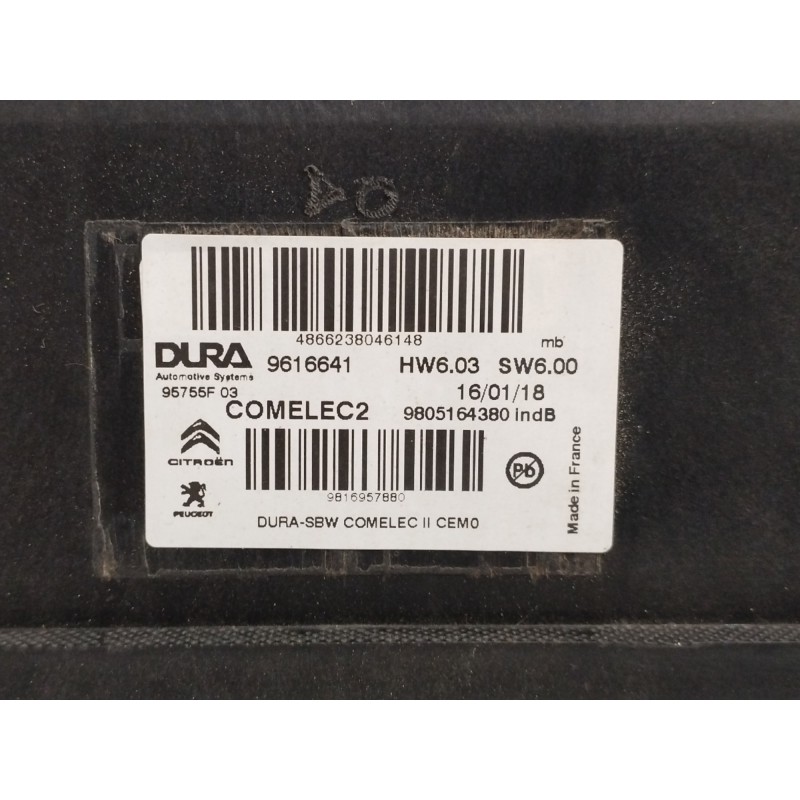 4866238046148
mb
DURA 9616641 HW6.03 SW6.00
Automotive Systems
95755F 03 16/01/18
COMELEC2 9805164380 indB
CITROËN
Pb
Made in France
9816957880
PEUGEOT
DURA-SBW COMELEC II CEM0